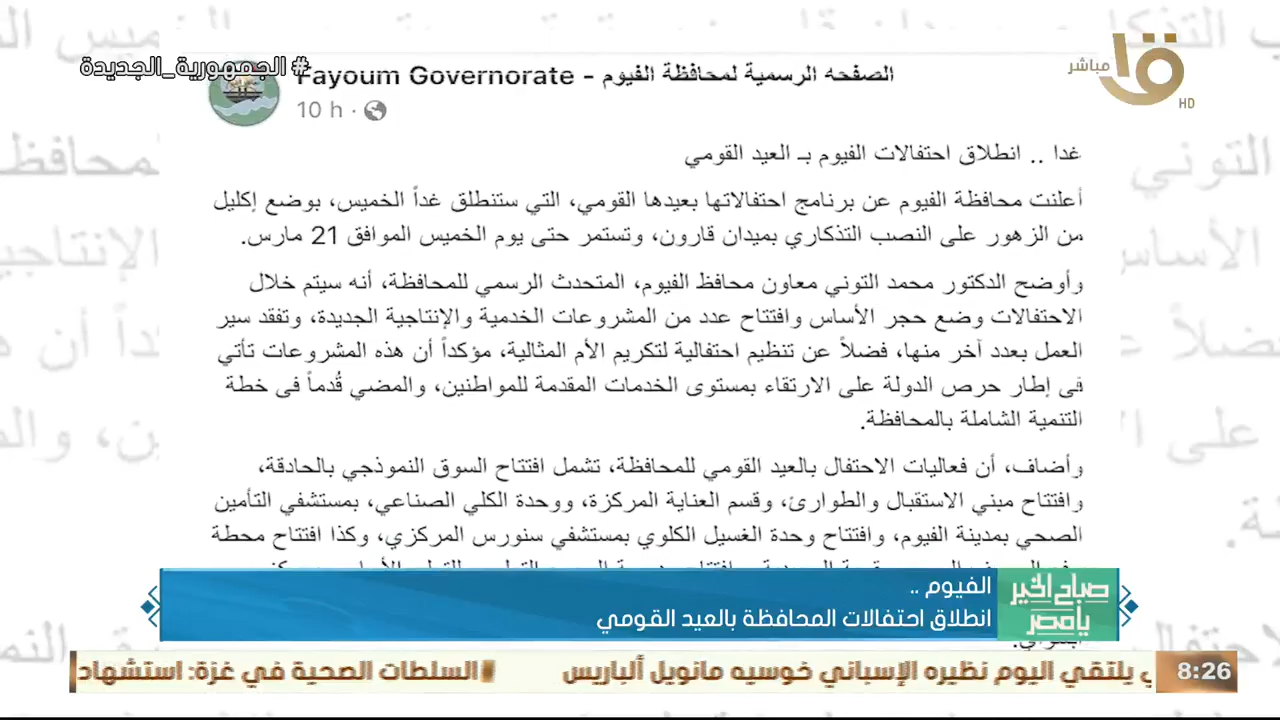 #الجمهورية_الجديدة
مباشر
HD
الصفحه الرسمية لمحافظة الفيوم - Fayoum Governorate
10 h ·
غدا .. انطلاق احتفالات الفيوم بـ العيد القومي
أعلنت محافظة الفيوم عن برنامج احتفالاتها بعيدها القومي، التي ستنطلق غداً الخميس، بوضع إكليل
من الزهور على النصب التذكاري بميدان قارون، وتستمر حتى يوم الخميس الموافق 21 مارس.
وأوضح الدكتور محمد التوني معاون محافظ الفيوم، المتحدث الرسمي للمحافظة، أنه سيتم خلال
الاحتفالات وضع حجر الأساس وافتتاح عدد من المشروعات الخدمية والإنتاجية الجديدة، وتفقد سير
العمل بعدد آخر منها، فضلاً عن تنظيم احتفالية لتكريم الأم المثالية، مؤكداً أن هذه المشروعات تأتي
فى إطار حرص الدولة على الارتقاء بمستوى الخدمات المقدمة للمواطنين، والمضي قُدماً فى خطة
التنمية الشاملة بالمحافظة.
وأضاف، أن فعاليات الاحتفال بالعيد القومي للمحافظة، تشمل افتتاح السوق النموذجي بالحادقة،
وافتتاح مبني الاستقبال والطوارئ، وقسم العناية المركزة، ووحدة الكلي الصناعي، بمستشفي التأمين
الصحي بمدينة الفيوم، وافتتاح وحدة الغسيل الكلوي بمستشفي سنورس المركزي، وكذا افتتاح محطة
صباح الخير
يا مصر
الفيوم ..
انطلاق احتفالات المحافظة بالعيد القومي
8:26
ي يلتقي اليوم نظيره الإسباني خوسيه مانويل ألباريس
#السلطات الصحية في غزة: استشهاد